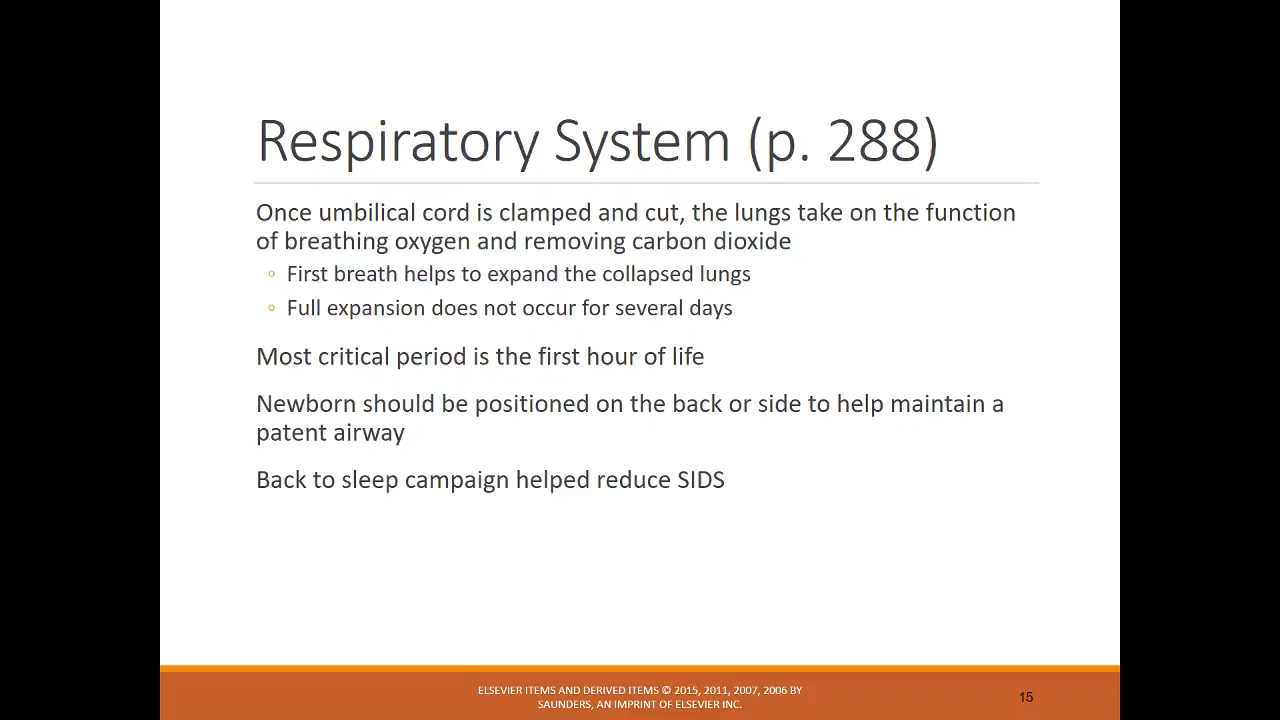 Respiratory System (p. 288)
Once umbilical cord is clamped and cut, the lungs take on the function
of breathing oxygen and removing carbon dioxide
◦ First breath helps to expand the collapsed lungs
◦ Full expansion does not occur for several days
Most critical period is the first hour of life
Newborn should be positioned on the back or side to help maintain a
patent airway
Back to sleep campaign helped reduce SIDS
ELSEVIER ITEMS AND DERIVED ITEMS © 2015, 2011, 2007, 2006 BY
SAUNDERS, AN IMPRINT OF ELSEVIER INC.
15